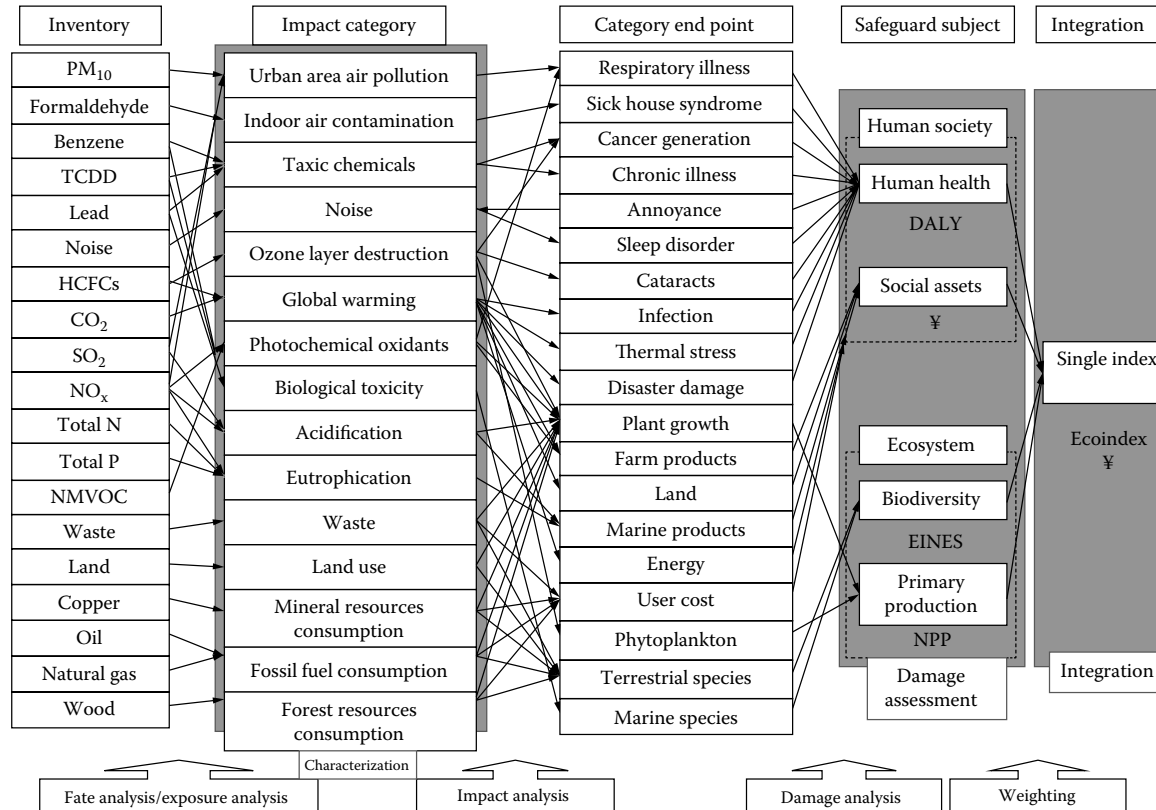 Inventory
Impact category
Category end point
Safeguard subject
Integration
PM10
Formaldehyde
Benzene
TCDD
Lead
Noise
HCFCs
CO2
SO2
NOx
Total N
Total P
NMVOC
Waste
Land
Copper
Oil
Natural gas
Wood
Urban area air pollution
Indoor air contamination
Taxic chemicals
Noise
Ozone layer destruction
Global warming
Photochemical oxidants
Biological toxicity
Acidification
Eutrophication
Waste
Land use
Mineral resources
consumption
Fossil fuel consumption
Forest resources
consumption
Characterization
Respiratory illness
Sick house syndrome
Cancer generation
Chronic illness
Annoyance
Sleep disorder
Cataracts
Infection
Thermal stress
Disaster damage
Plant growth
Farm products
Land
Marine products
Energy
User cost
Phytoplankton
Terrestrial species
Marine species
Human society
Human health
DALY
Social assets
¥
Ecosystem
Biodiversity
EINES
Primary
production
NPP
Damage
assessment
Single index
Ecoindex
¥
Integration
Fate analysis/exposure analysis
Impact analysis
Damage analysis
Weighting